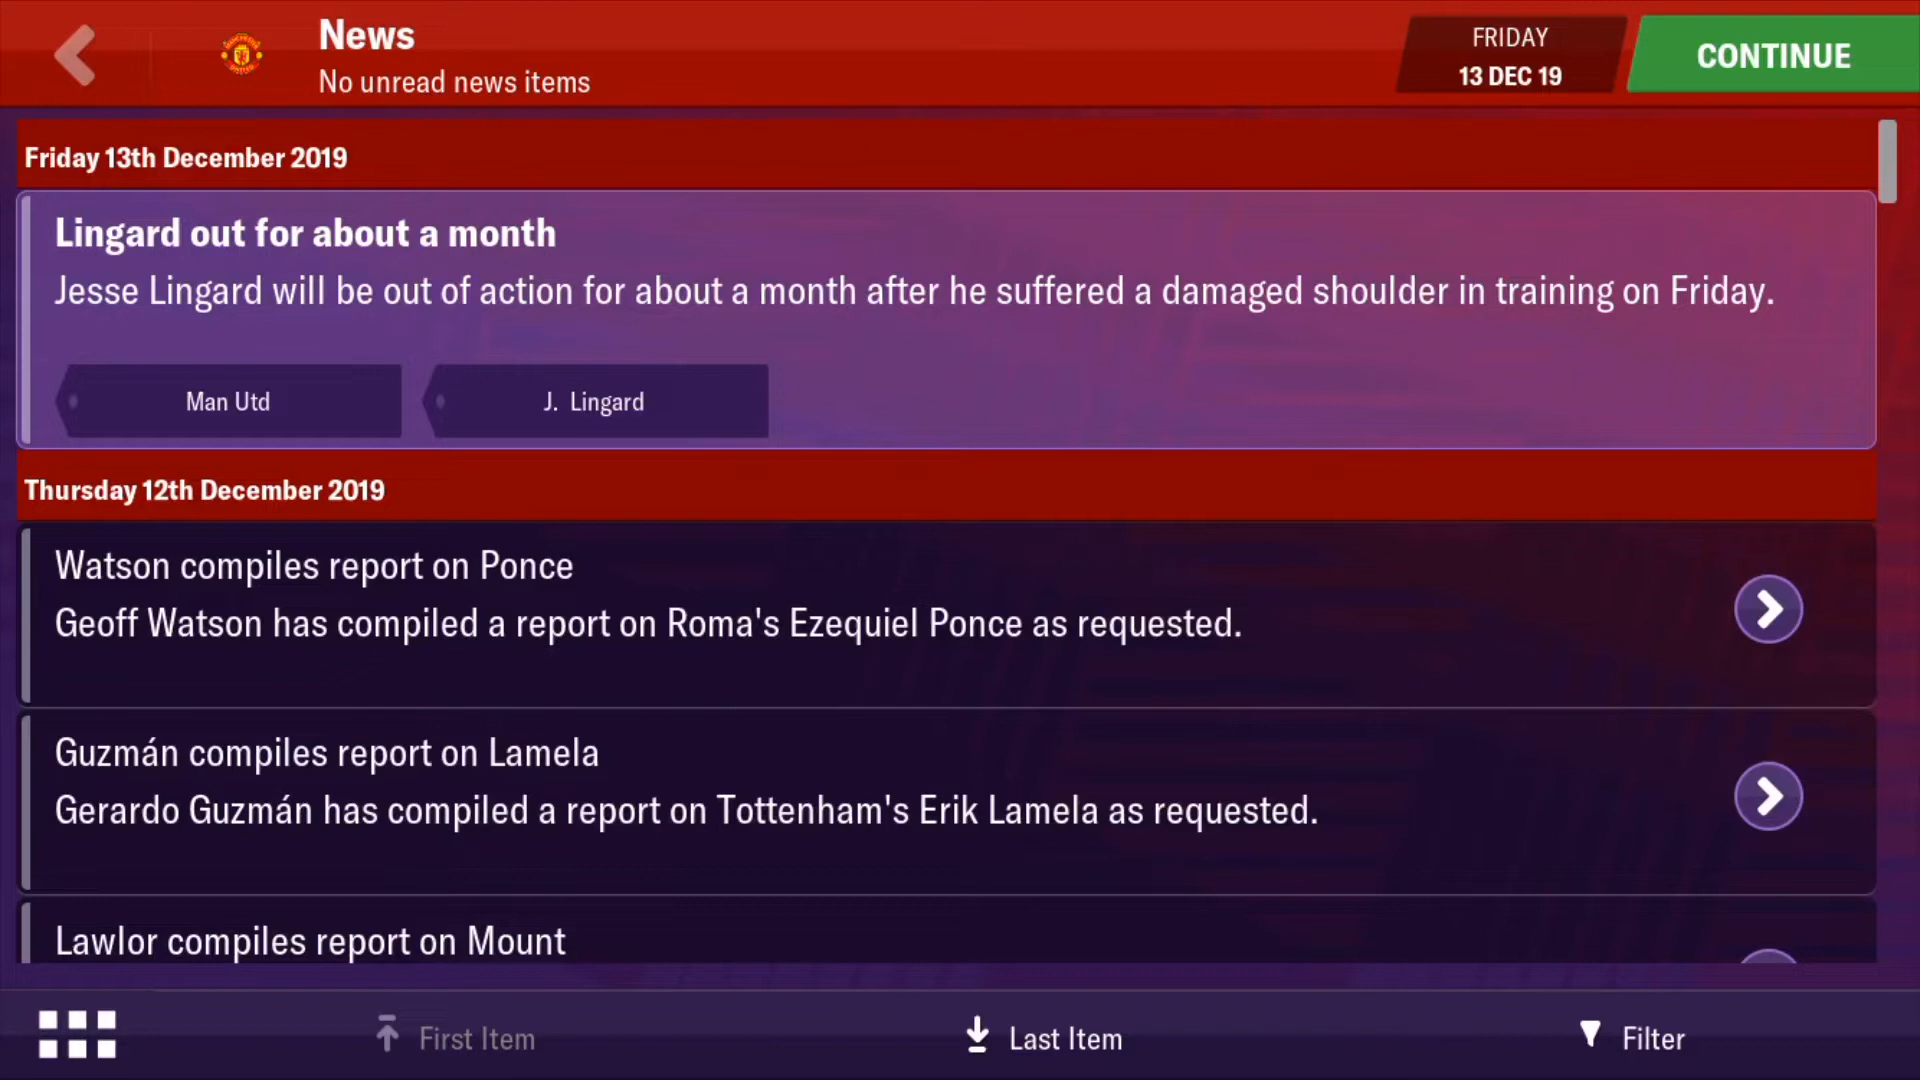 News
No unread news items
FRIDAY
13 DEC 19
CONTINUE
Friday 13th December 2019
Lingard out for about a month
Jesse Lingard will be out of action for about a month after he suffered a damaged shoulder in training on Friday.
Man Utd
J. Lingard
Thursday 12th December 2019
Watson compiles report on Ponce
Geoff Watson has compiled a report on Roma's Ezequiel Ponce as requested.
Guzmán compiles report on Lamela
Gerardo Guzmán has compiled a report on Tottenham's Erik Lamela as requested.
Lawlor compiles report on Mount
First Item
Last Item
Filter